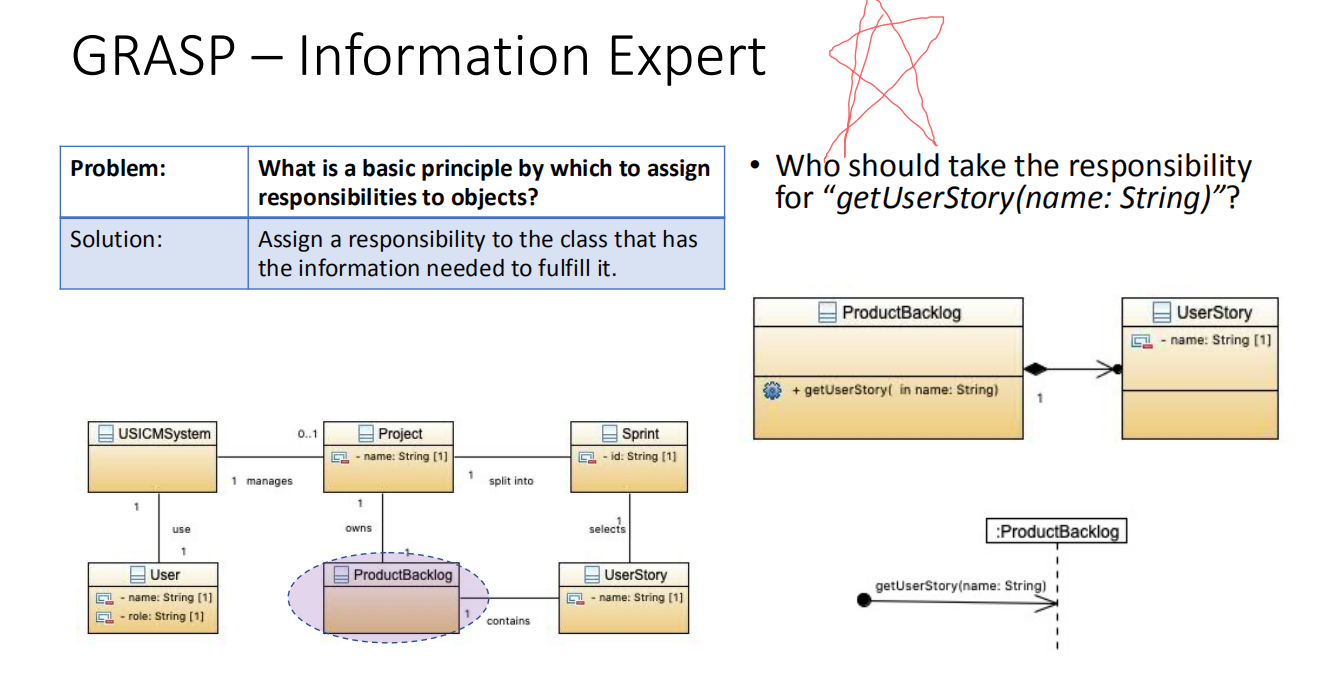 GRASP – Information Expert
Problem:
What is a basic principle by which to assign
responsibilities to objects?
Solution:
Assign a responsibility to the class that has
the information needed to fulfill it.
• Who should take the responsibility
for “getUserStory(name: String)”?
ProductBacklog
+ getUserStory( in name: String)
1
UserStory
- name: String [1]
USICMSystem
0..1
1 manages
Project
- name: String [1]
1 split into
Sprint
- id: String [1]
1
use
1
1
owns
1
1
selects
User
- name: String [1]
- role: String [1]
ProductBacklog
1
contains
UserStory
- name: String [1]
:ProductBacklog
getUserStory(name: String)